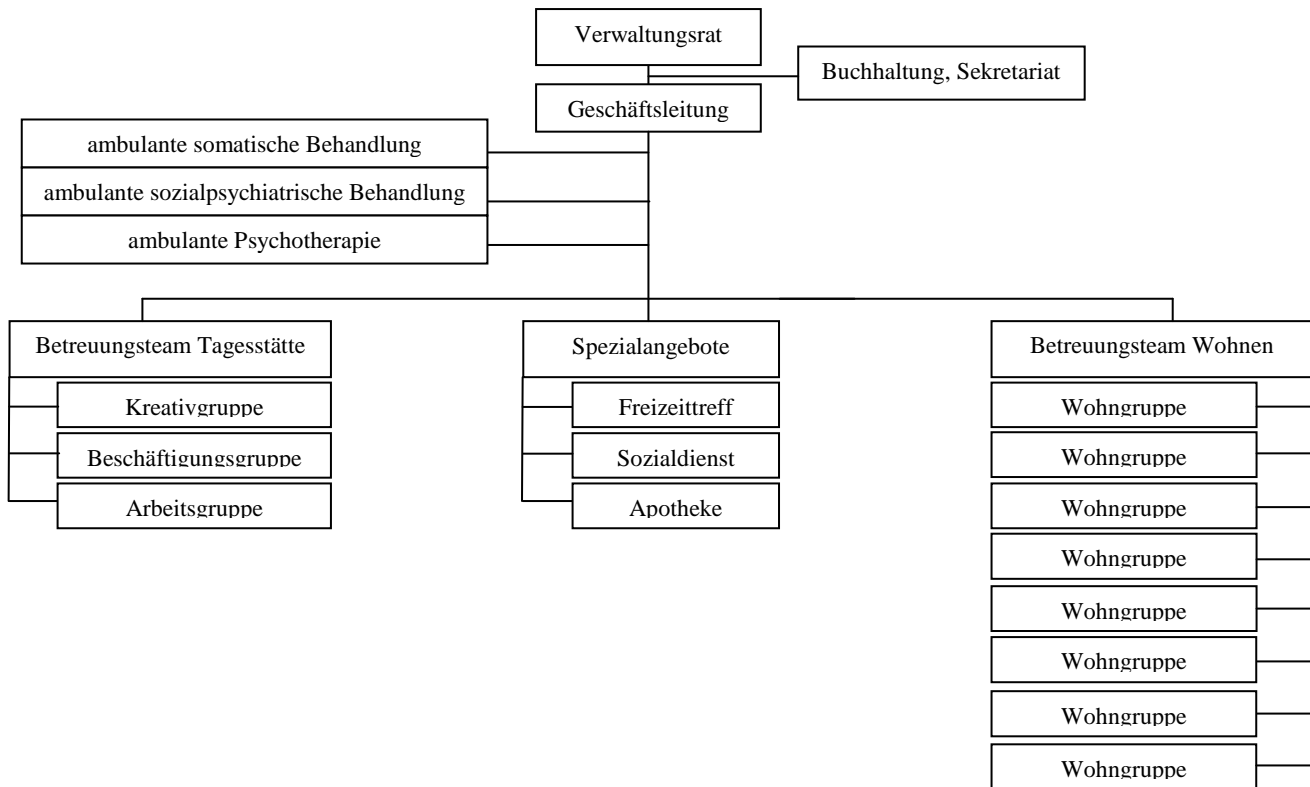 Verwaltungsrat
Buchhaltung, Sekretariat
Geschäftsleitung
ambulante somatische Behandlung
ambulante sozialpsychiatrische Behandlung
ambulante Psychotherapie
Betreuungsteam Tagesstätte
Kreativgruppe
Beschäftigungsgruppe
Arbeitsgruppe
Spezialangebote
Freizeittreff
Sozialdienst
Apotheke
Betreuungsteam Wohnen
Wohngruppe
Wohngruppe
Wohngruppe
Wohngruppe
Wohngruppe
Wohngruppe
Wohngruppe
Wohngruppe